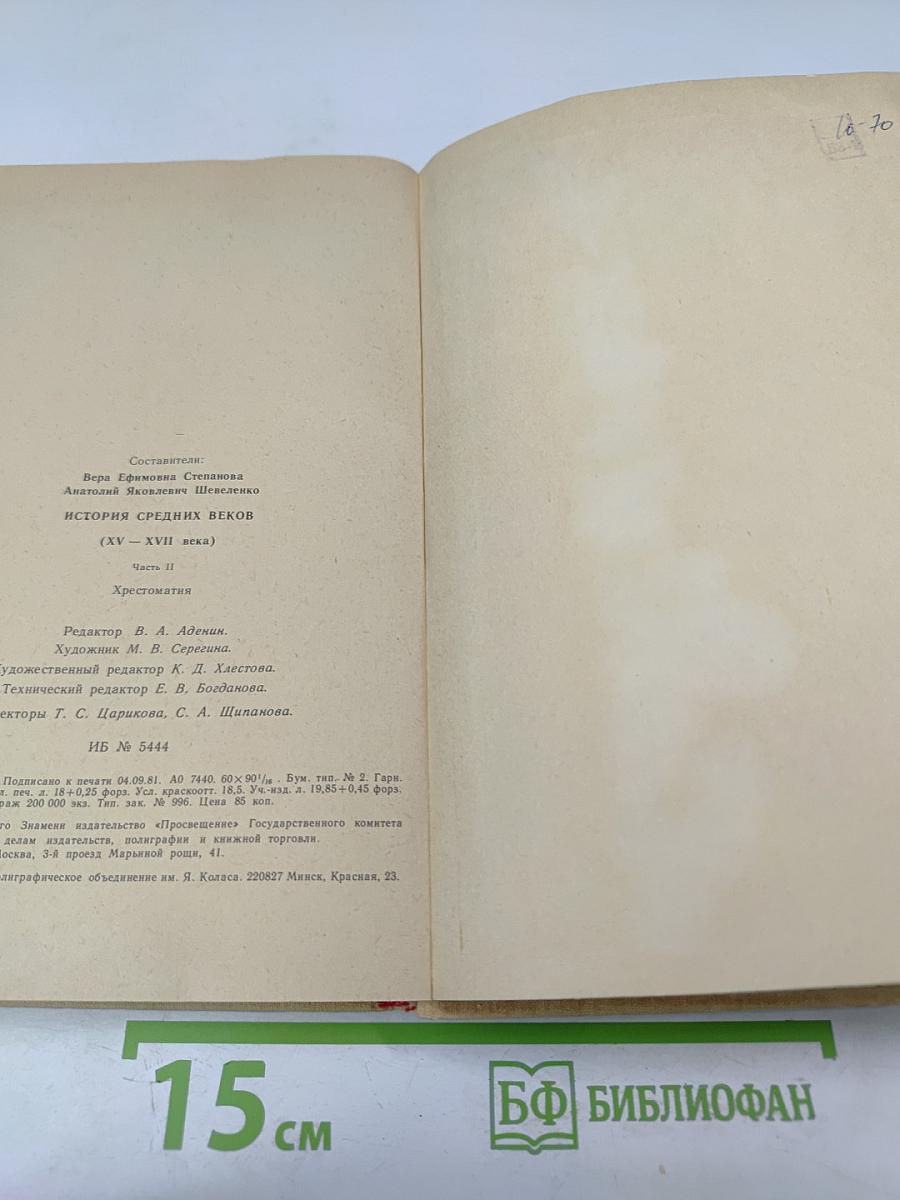 Составители:
Вера Ефимовна Степанова
Анатолий Яковлевич Шевеленко
ИСТОРИЯ СРЕДНИХ ВЕКОВ
(XV — XVII века)
Часть II
Хрестоматия
Редактор В. А. Аденин.
Художник М. В. Серегина.
удожественный редактор К. Д. Хлестова.
Технический редактор Е. В. Богданова.
екторы Т. С. Царикова, С. А. Щипанова.
ИБ № 5444
Подписано к печати 04.09.81. А0 7440. 60×90¹/₁₆. Бум. тип. № 2. Гарн.
л. печ. л. 18+0,25 форз. Усл. краскоотт. 18,5. Уч.-изд. л. 19,85+0,45 форз.
раж 200 000 экз. Тип. зак. № 996. Цена 85 коп.
го Знамени издательство «Просвещение» Государственного комитета
делам издательств, полиграфии и книжной торговли.
осква, 3-й проезд Марьиной рощи, 41.
лиграфическое объединение им. Я. Коласа. 220827 Минск, Красная, 23.
15 см
БФ БИБЛИОФАН